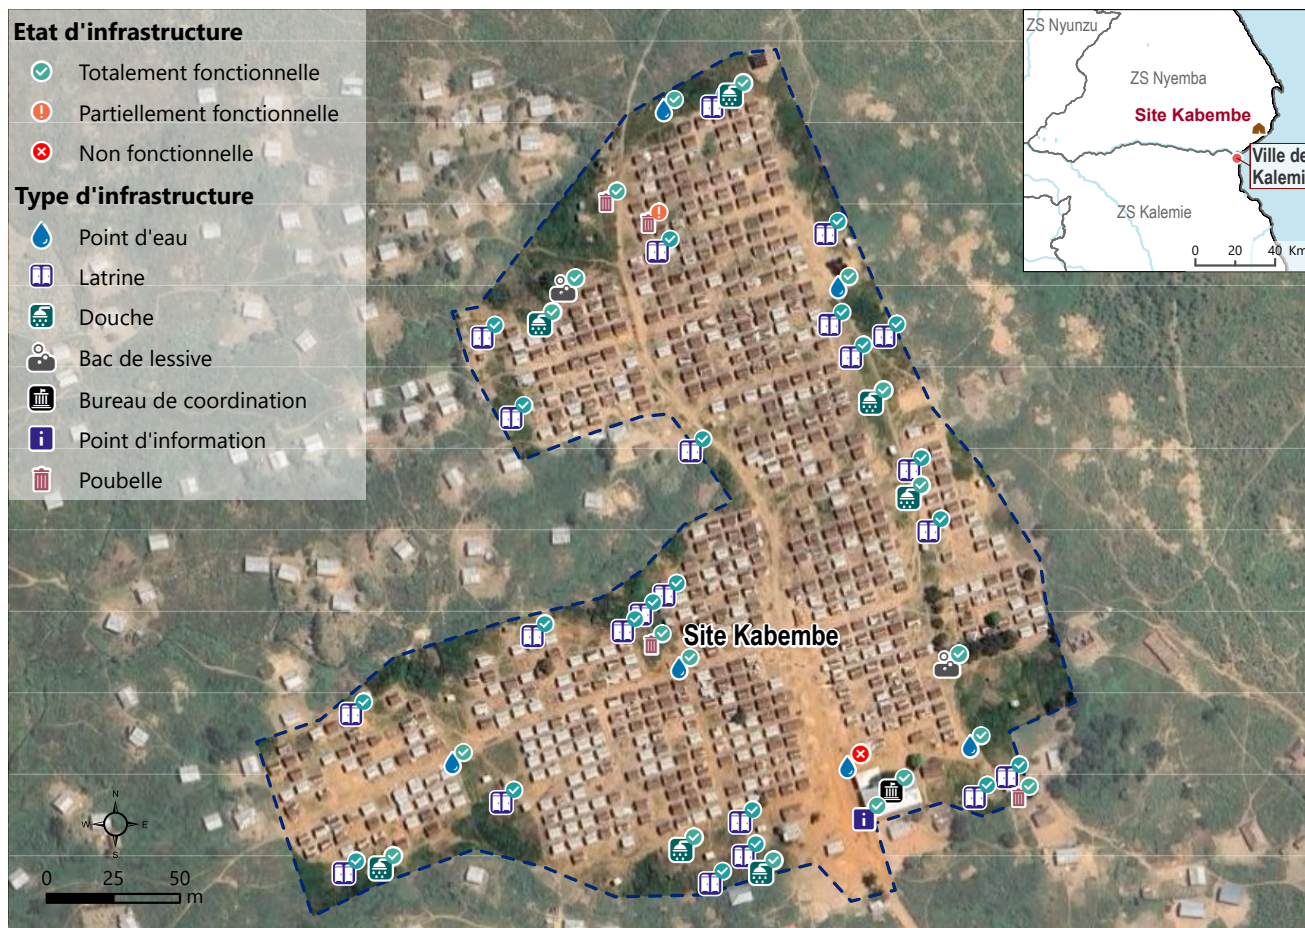 Etat d'infrastructure
Totalement fonctionnelle
Partiellement fonctionnelle
Non fonctionnelle
Type d'infrastructure
Point d'eau
Latrine
Douche
Bac de lessive
Bureau de coordination
Point d'information
Poubelle
ZS Nyunzu
ZS Nyemba
Site Kabembe
Ville de
Kalemi
ZS Kalemie
0 20 40 Km
Site Kabembe
N
W E
S
0 25 50
m